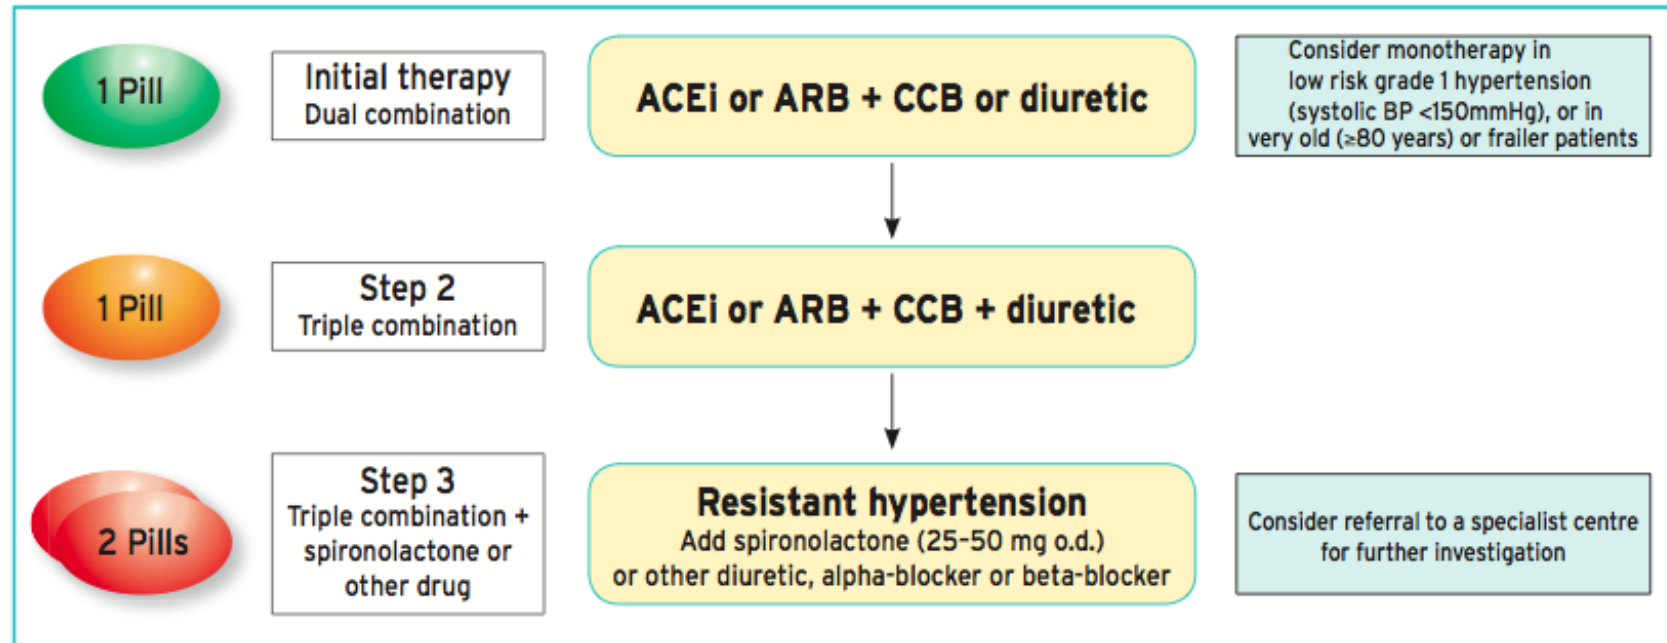 1 Pill
Initial therapy
Dual combination
ACEi or ARB + CCB or diuretic
Consider monotherapy in
low risk grade 1 hypertension
(systolic BP <150mmHg), or in
very old (≥80 years) or frailer patients
1 Pill
Step 2
Triple combination
ACEi or ARB + CCB + diuretic
2 Pills
Step 3
Triple combination +
spironolactone or
other drug
Resistant hypertension
Add spironolactone (25-50 mg o.d.)
or other diuretic, alpha-blocker or beta-blocker
Consider referral to a specialist centre
for further investigation